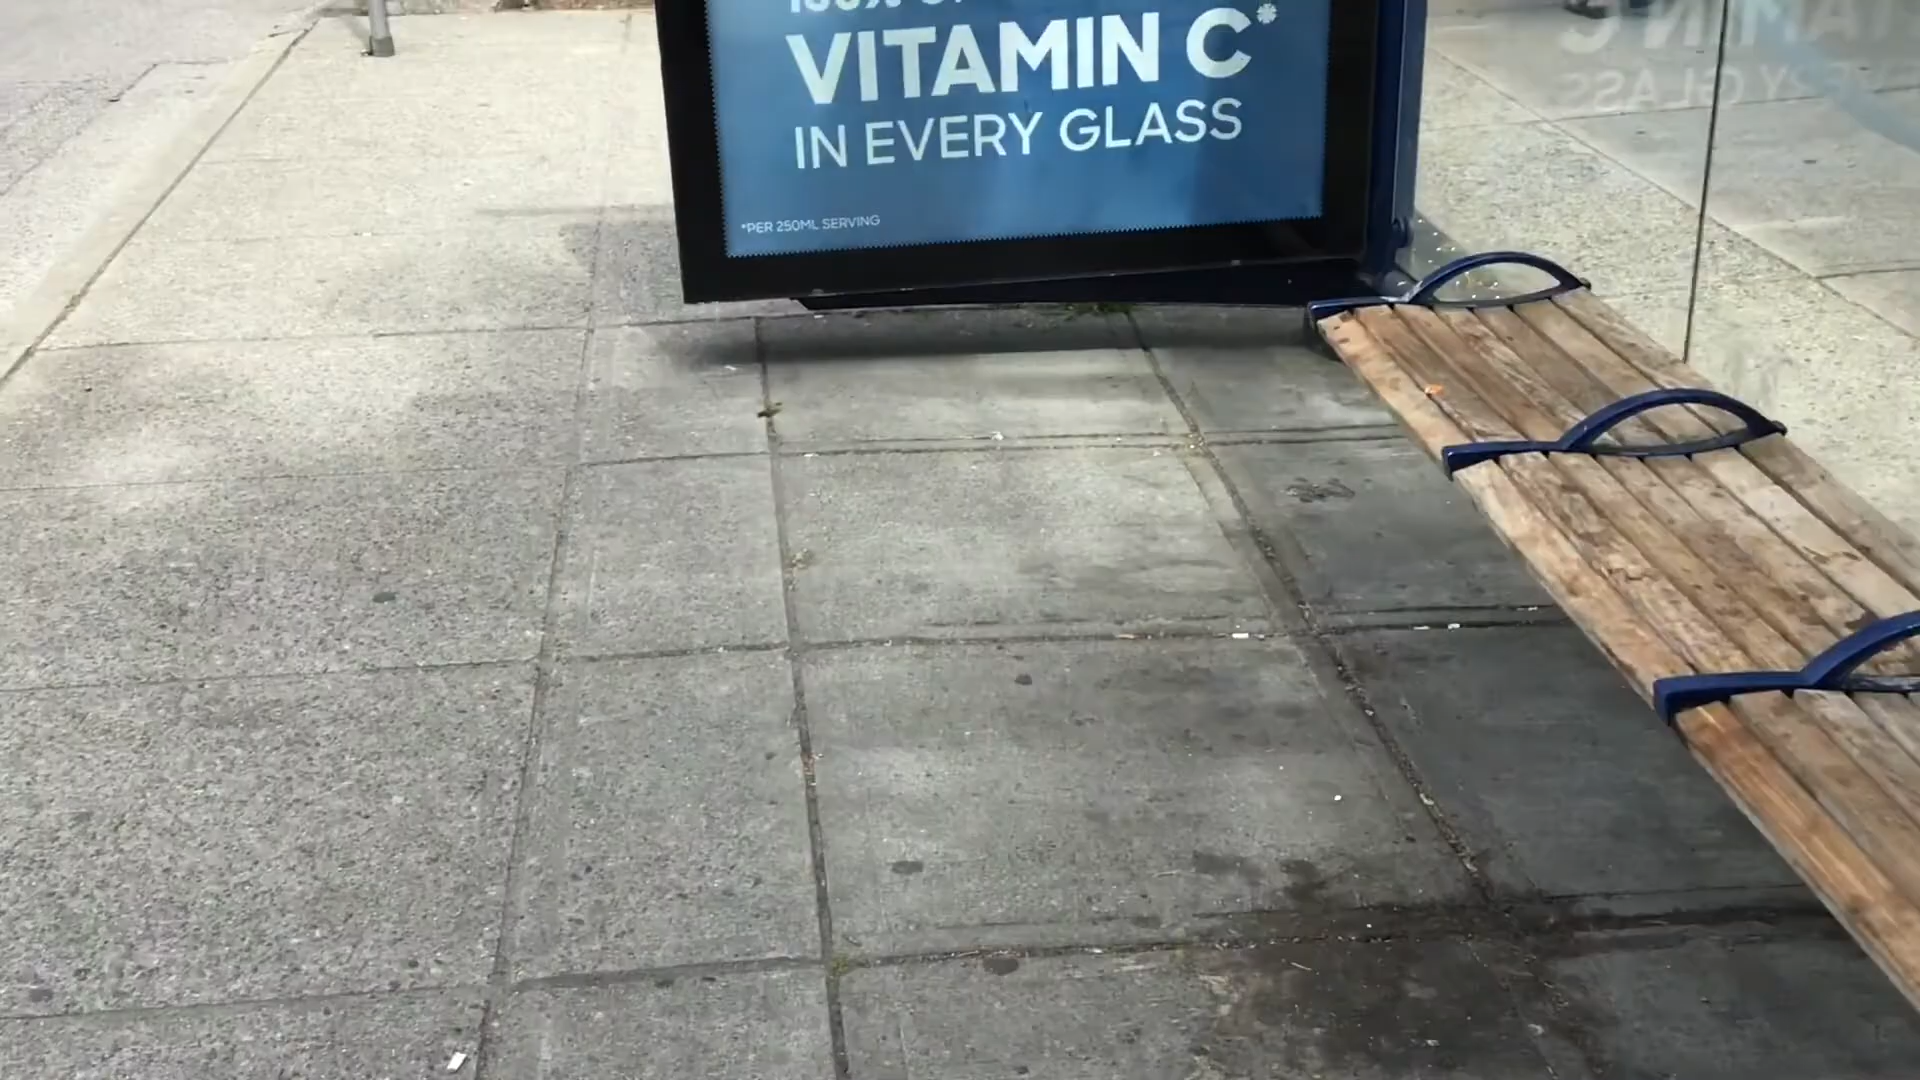 VITAMIN C*
IN EVERY GLASS
*PER 250ML SERVING